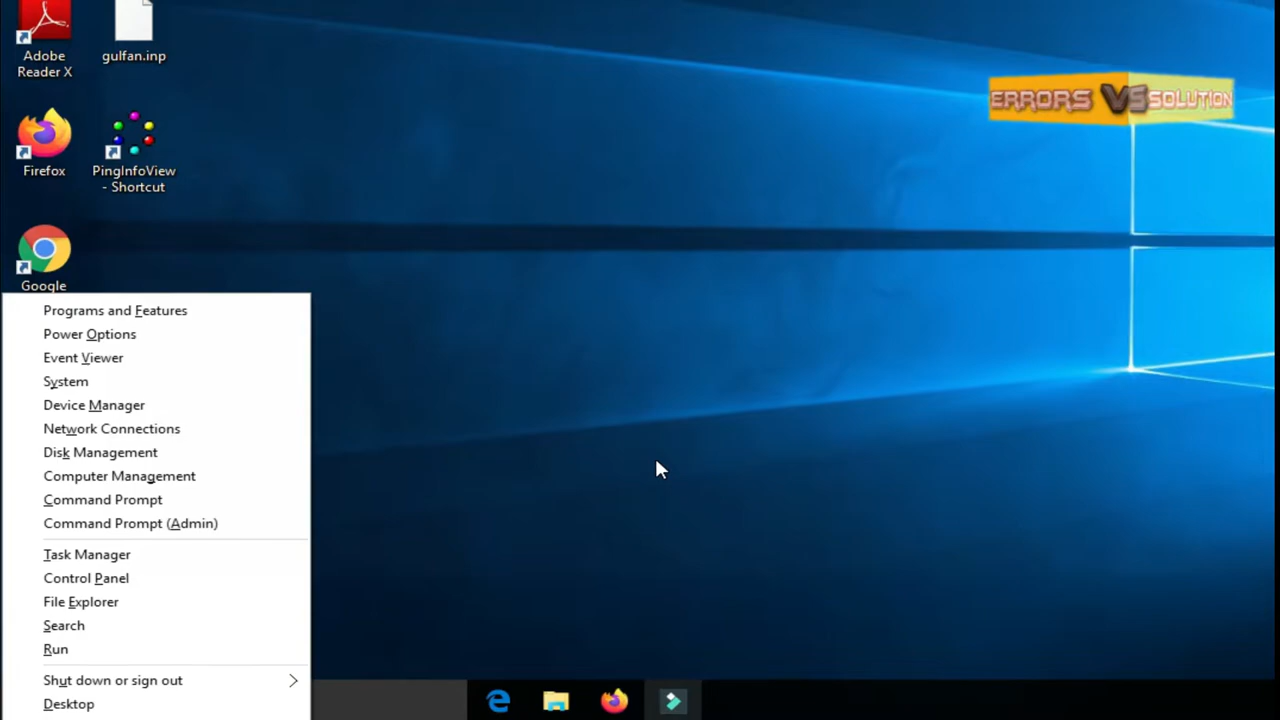 Adobe
Reader X
gulfan.inp
ERRORS VS SOLUTION
Firefox
PingInfoView
- Shortcut
Google
Programs and Features
Power Options
Event Viewer
System
Device Manager
Network Connections
Disk Management
Computer Management
Command Prompt
Command Prompt (Admin)
Task Manager
Control Panel
File Explorer
Search
Run
Shut down or sign out
Desktop